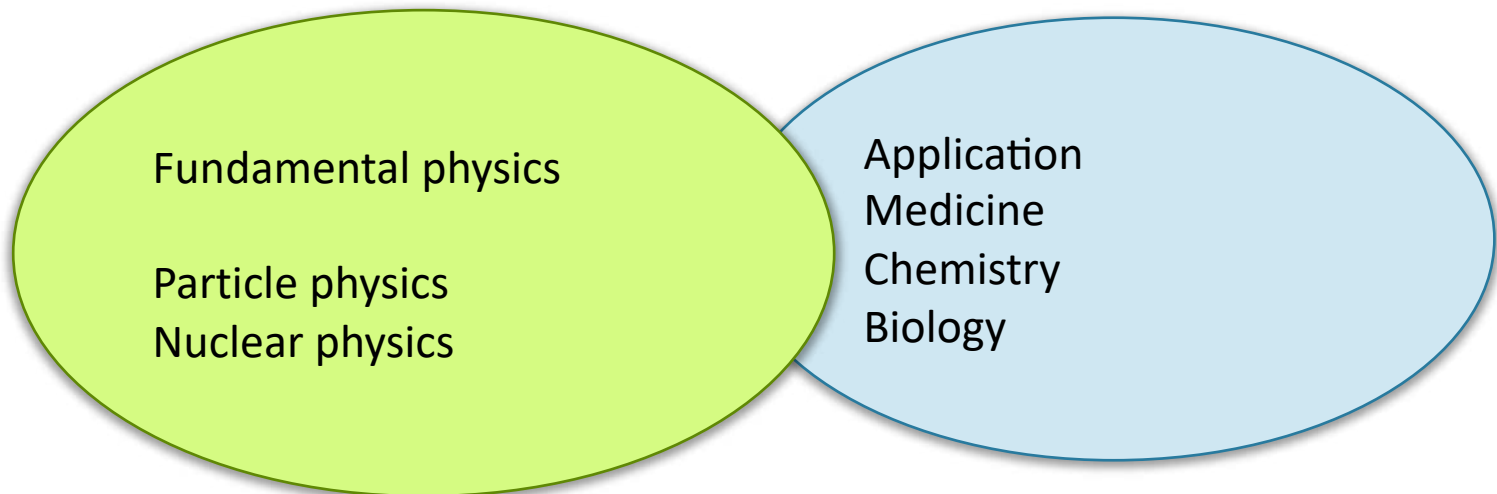 Fundamental physics
Particle physics
Nuclear physics
Application
Medicine
Chemistry
Biology